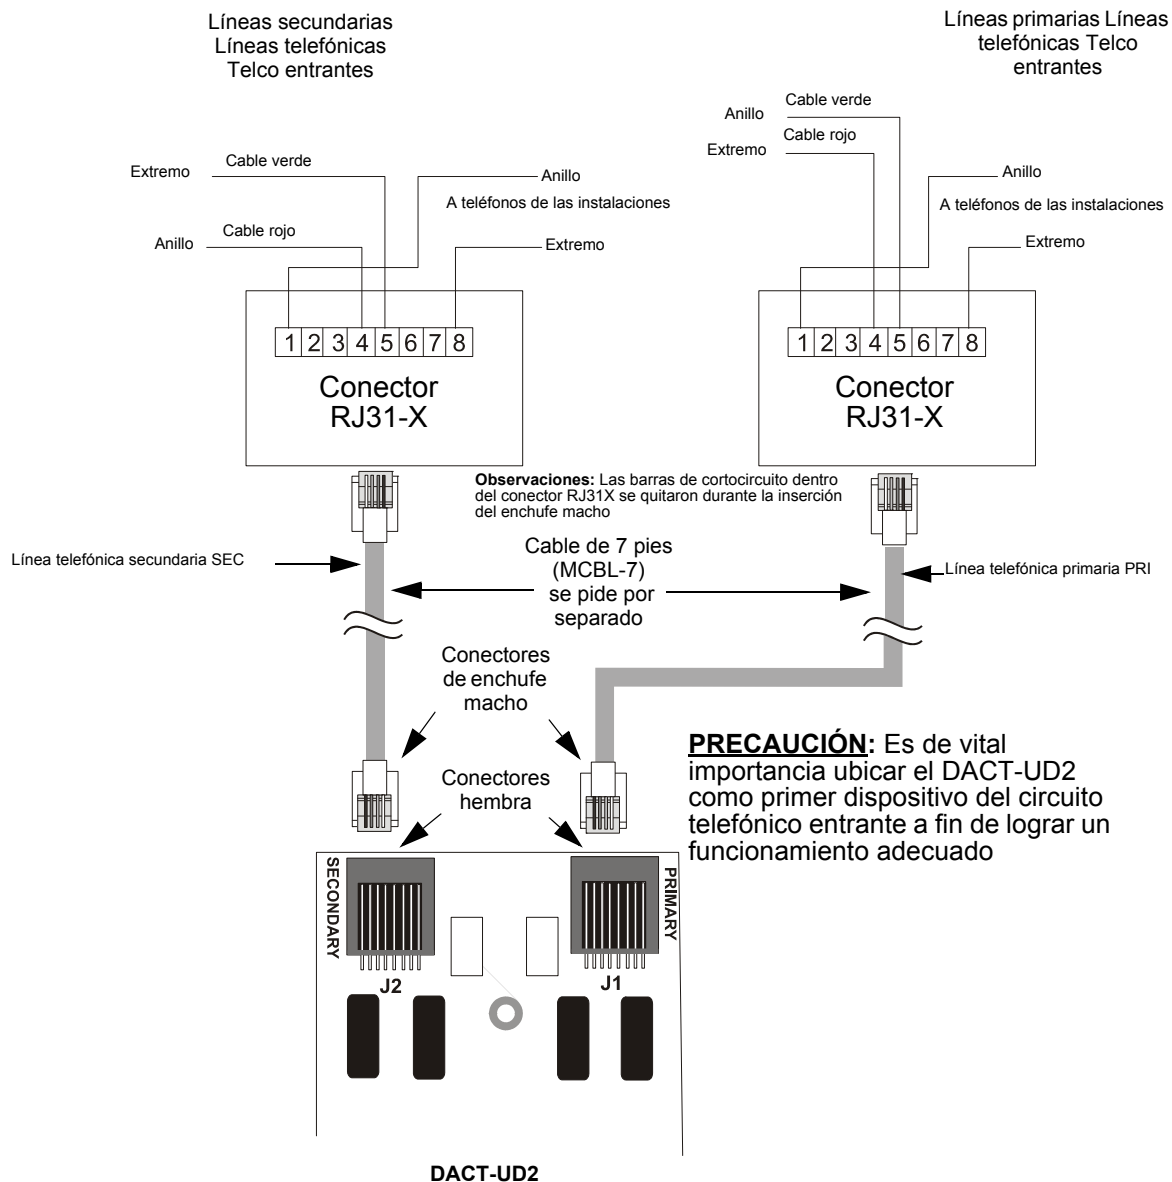 Líneas secundarias
Líneas telefónicas
Telco entrantes
Líneas primarias Líneas
telefónicas Telco
entrantes
Extremo
Cable verde
Anillo
Cable rojo
Anillo
A teléfonos de las instalaciones
Extremo
Anillo
Cable verde
Extremo
Cable rojo
Anillo
A teléfonos de las instalaciones
Extremo
1 2 3 4 5 6 7 8
Conector
RJ31-X
1 2 3 4 5 6 7 8
Conector
RJ31-X
Observaciones: Las barras de cortocircuito dentro
del conector RJ31X se quitaron durante la inserción
del enchufe macho
Línea telefónica secundaria SEC
Cable de 7 pies
(MCBL-7)
se pide por
separado
Línea telefónica primaria PRI
Conectores
de enchufe
macho
Conectores
hembra
PRECAUCIÓN: Es de vital
importancia ubicar el DACT-UD2
como primer dispositivo del circuito
telefónico entrante a fin de lograr un
funcionamiento adecuado
SECONDARY
J2
PRIMARY
J1
DACT-UD2